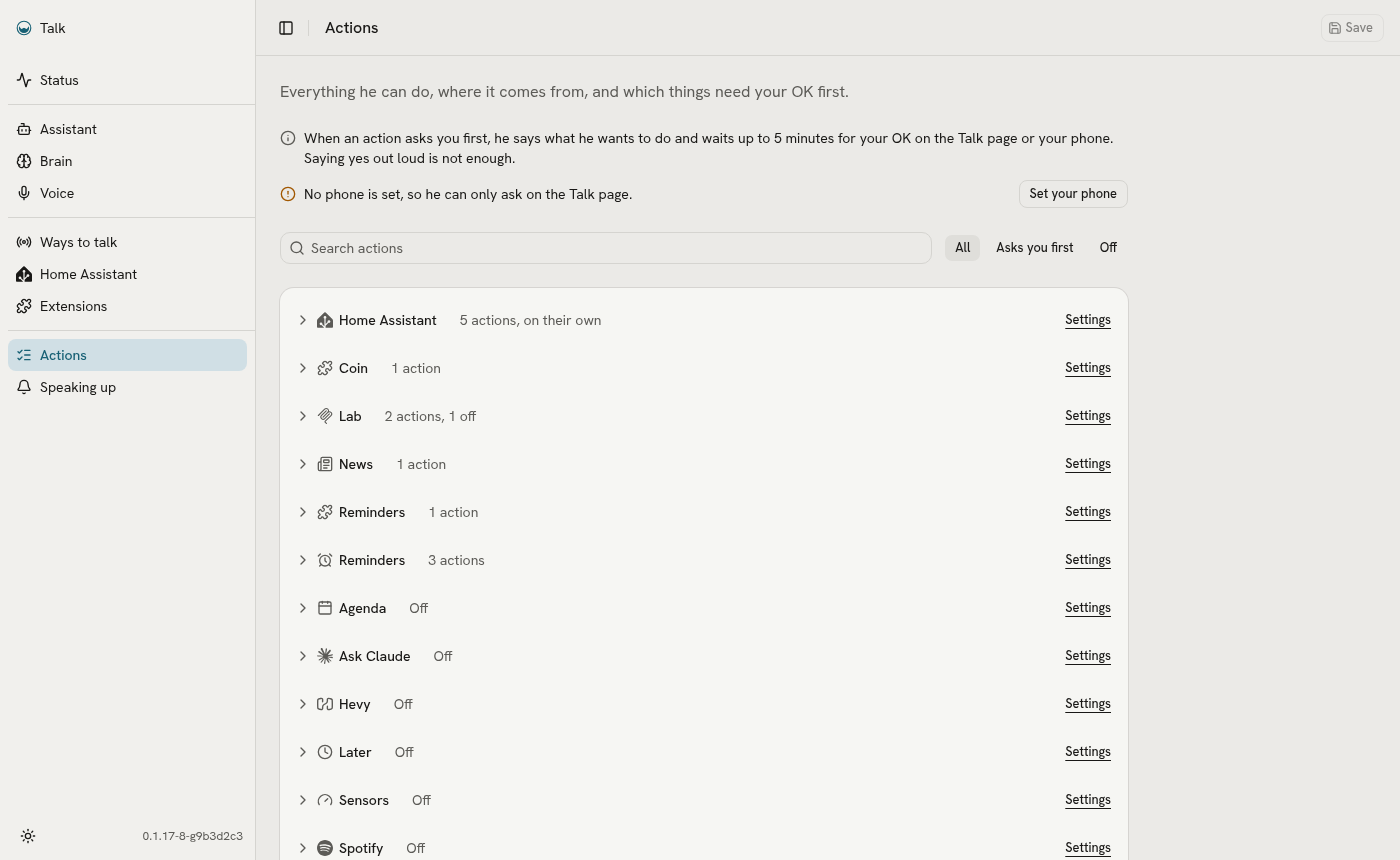 Talk
Actions
Save
Status
Assistant
Brain
Voice
Ways to talk
Home Assistant
Extensions
Actions
Speaking up
0.1.17-8-g9b3d2c3
Everything he can do, where it comes from, and which things need your OK first.
When an action asks you first, he says what he wants to do and waits up to 5 minutes for your OK on the Talk page or your phone.
Saying yes out loud is not enough.
No phone is set, so he can only ask on the Talk page.
Set your phone
Search actions
All
Asks you first
Off
Home Assistant 5 actions, on their own Settings
Coin 1 action Settings
Lab 2 actions, 1 off Settings
News 1 action Settings
Reminders 1 action Settings
Reminders 3 actions Settings
Agenda Off Settings
Ask Claude Off Settings
Hevy Off Settings
Later Off Settings
Sensors Off Settings
Spotify Off Settings